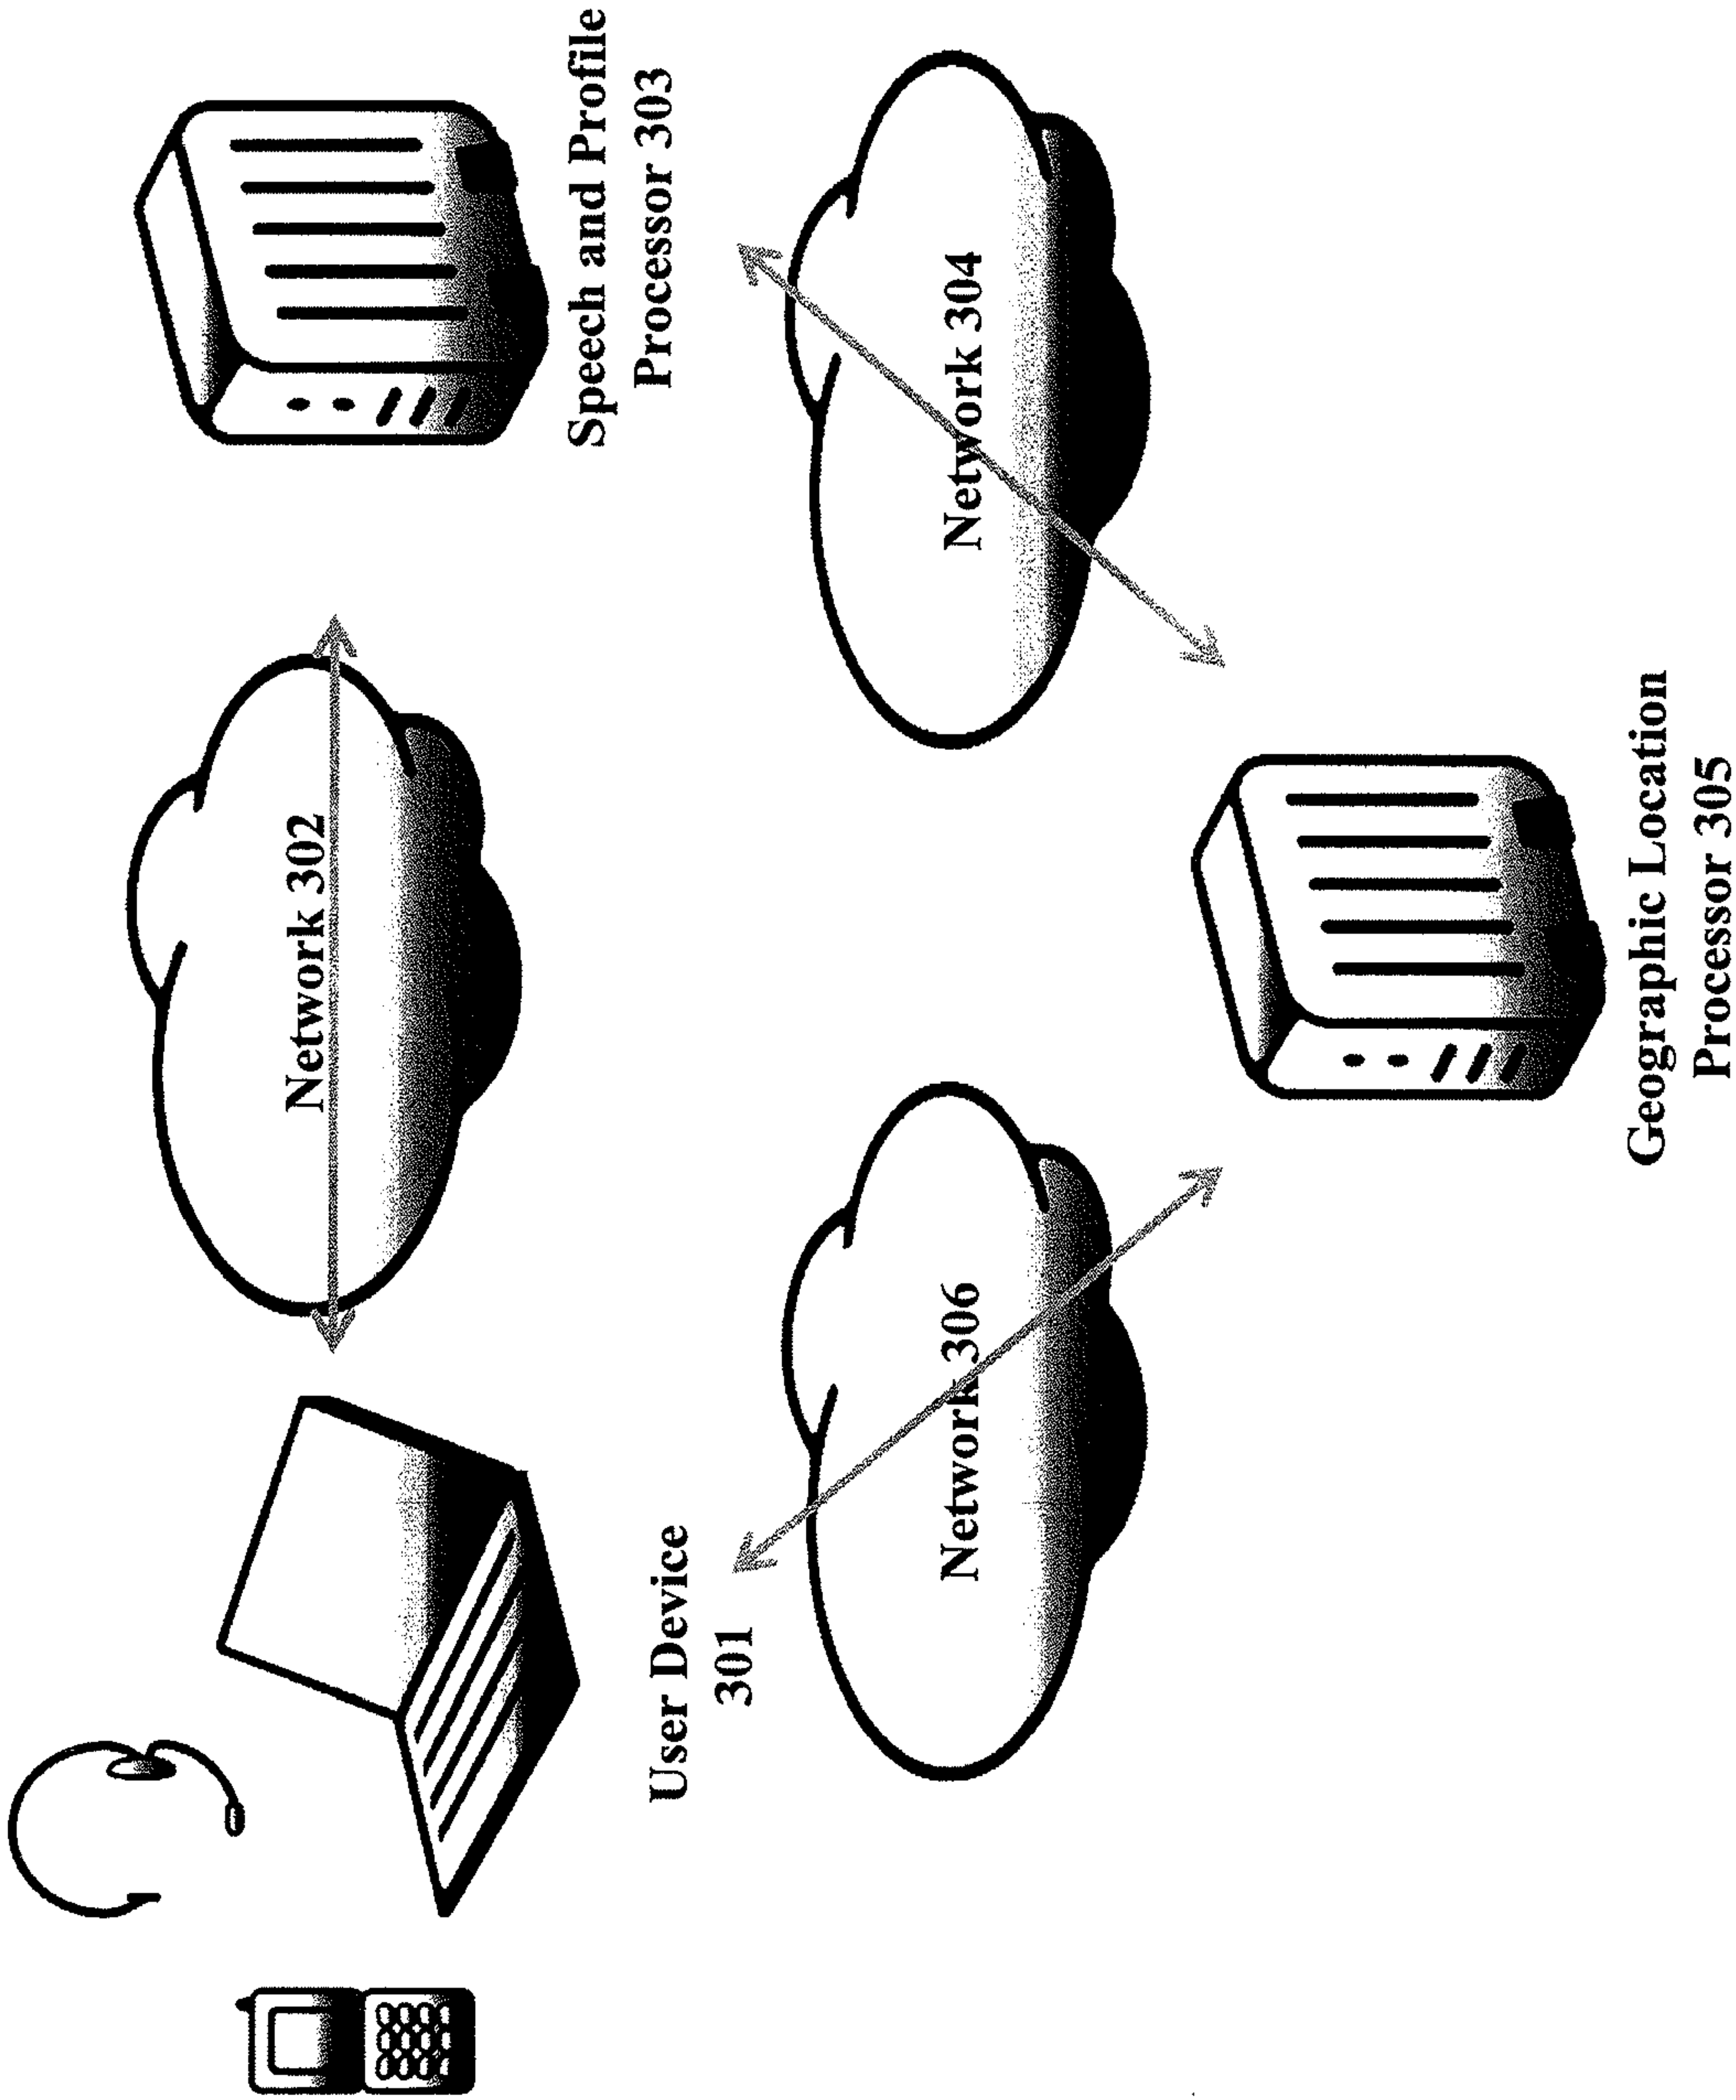 Network 302
Speech and Profile
Processor 303
User Device
301
Network 306
Network 304
Geographic Location
Processor 305